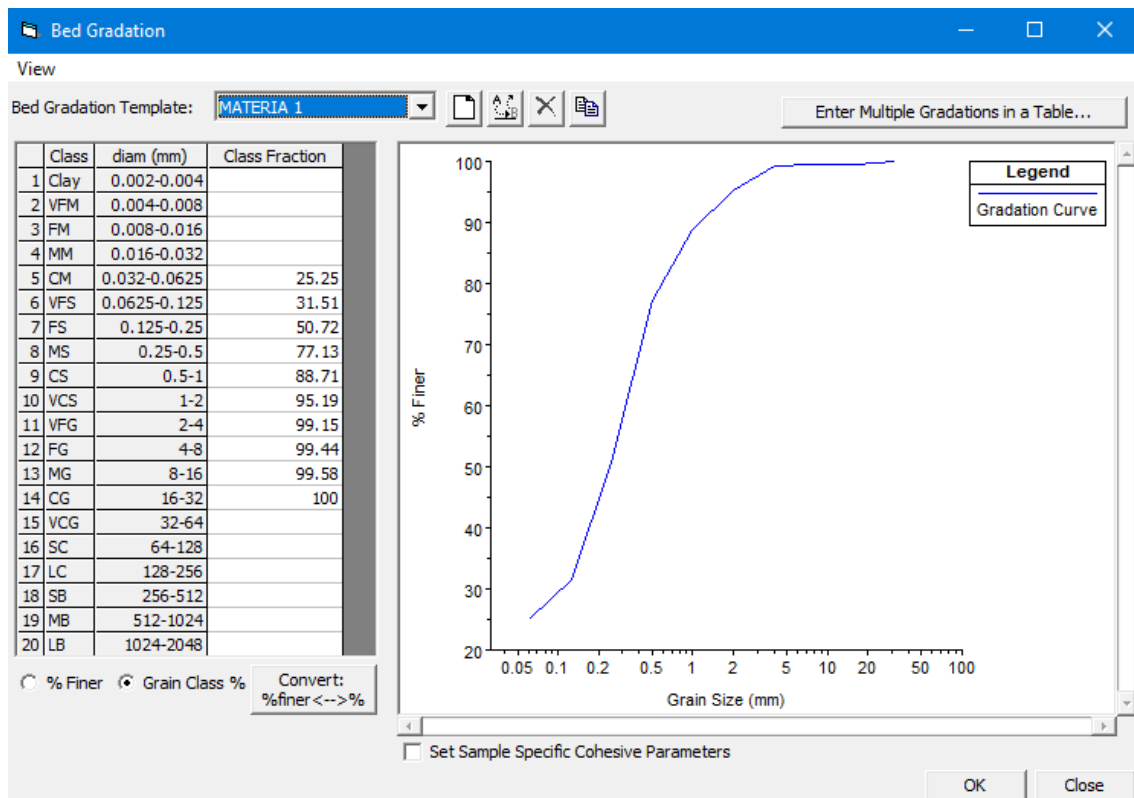 Bed Gradation
View
Bed Gradation Template: MATERIA 1 Enter Multiple Gradations in a Table...
Class diam (mm) Class Fraction
1 Clay 0.002-0.004
2 VFM 0.004-0.008
3 FM 0.008-0.016
4 MM 0.016-0.032
5 CM 0.032-0.0625 25.25
6 VFS 0.0625-0.125 31.51
7 FS 0.125-0.25 50.72
8 MS 0.25-0.5 77.13
9 CS 0.5-1 88.71
10 VCS 1-2 95.19
11 VFG 2-4 99.15
12 FG 4-8 99.44
13 MG 8-16 99.58
14 CG 16-32 100
15 VCG 32-64
16 SC 64-128
17 LC 128-256
18 SB 256-512
19 MB 512-1024
20 LB 1024-2048
% Finer Grain Class %
Convert:
%finer<-->%
% Finer
100
90
80
70
60
50
40
30
20
0.05 0.1 0.2 0.5 1 2 5 10 20 50 100
Grain Size (mm)
Legend
Gradation Curve
Set Sample Specific Cohesive Parameters
OK Close